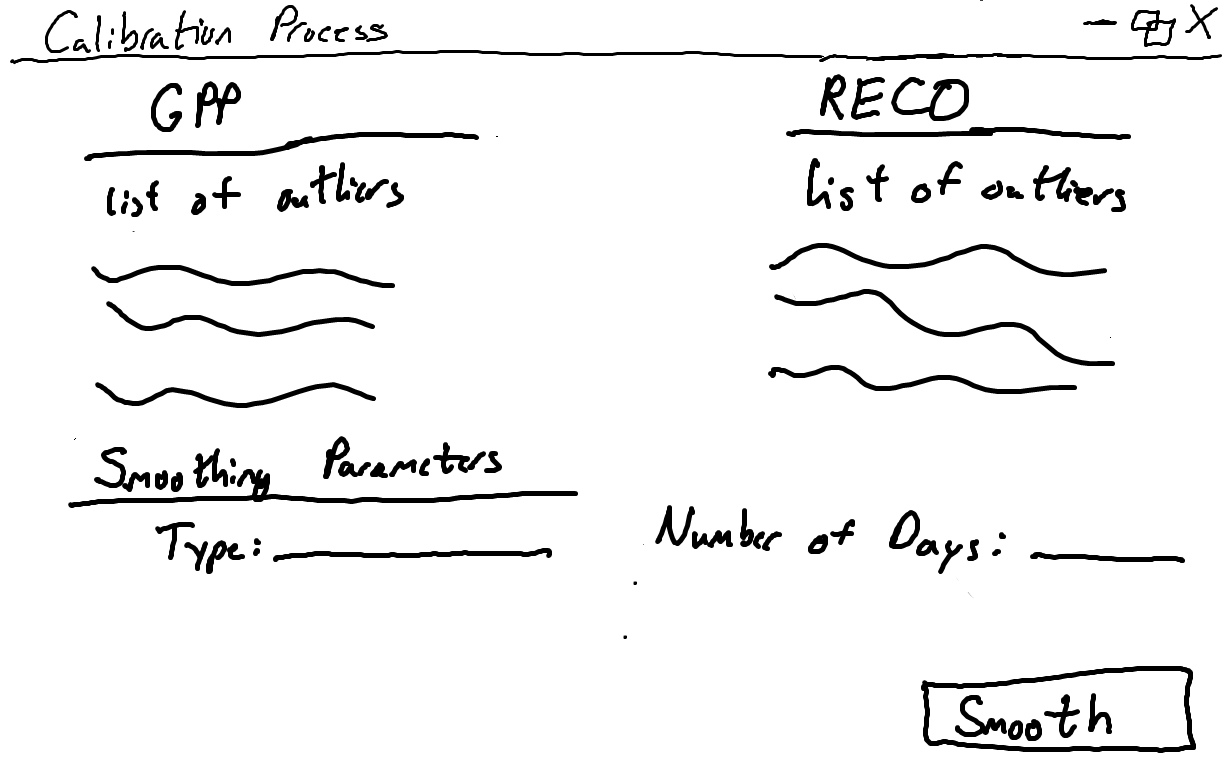 Calibration Process
GPP
list of outliers
RECO
list of outliers
Smoothing Parameters
Type:
Number of Days:
Smooth